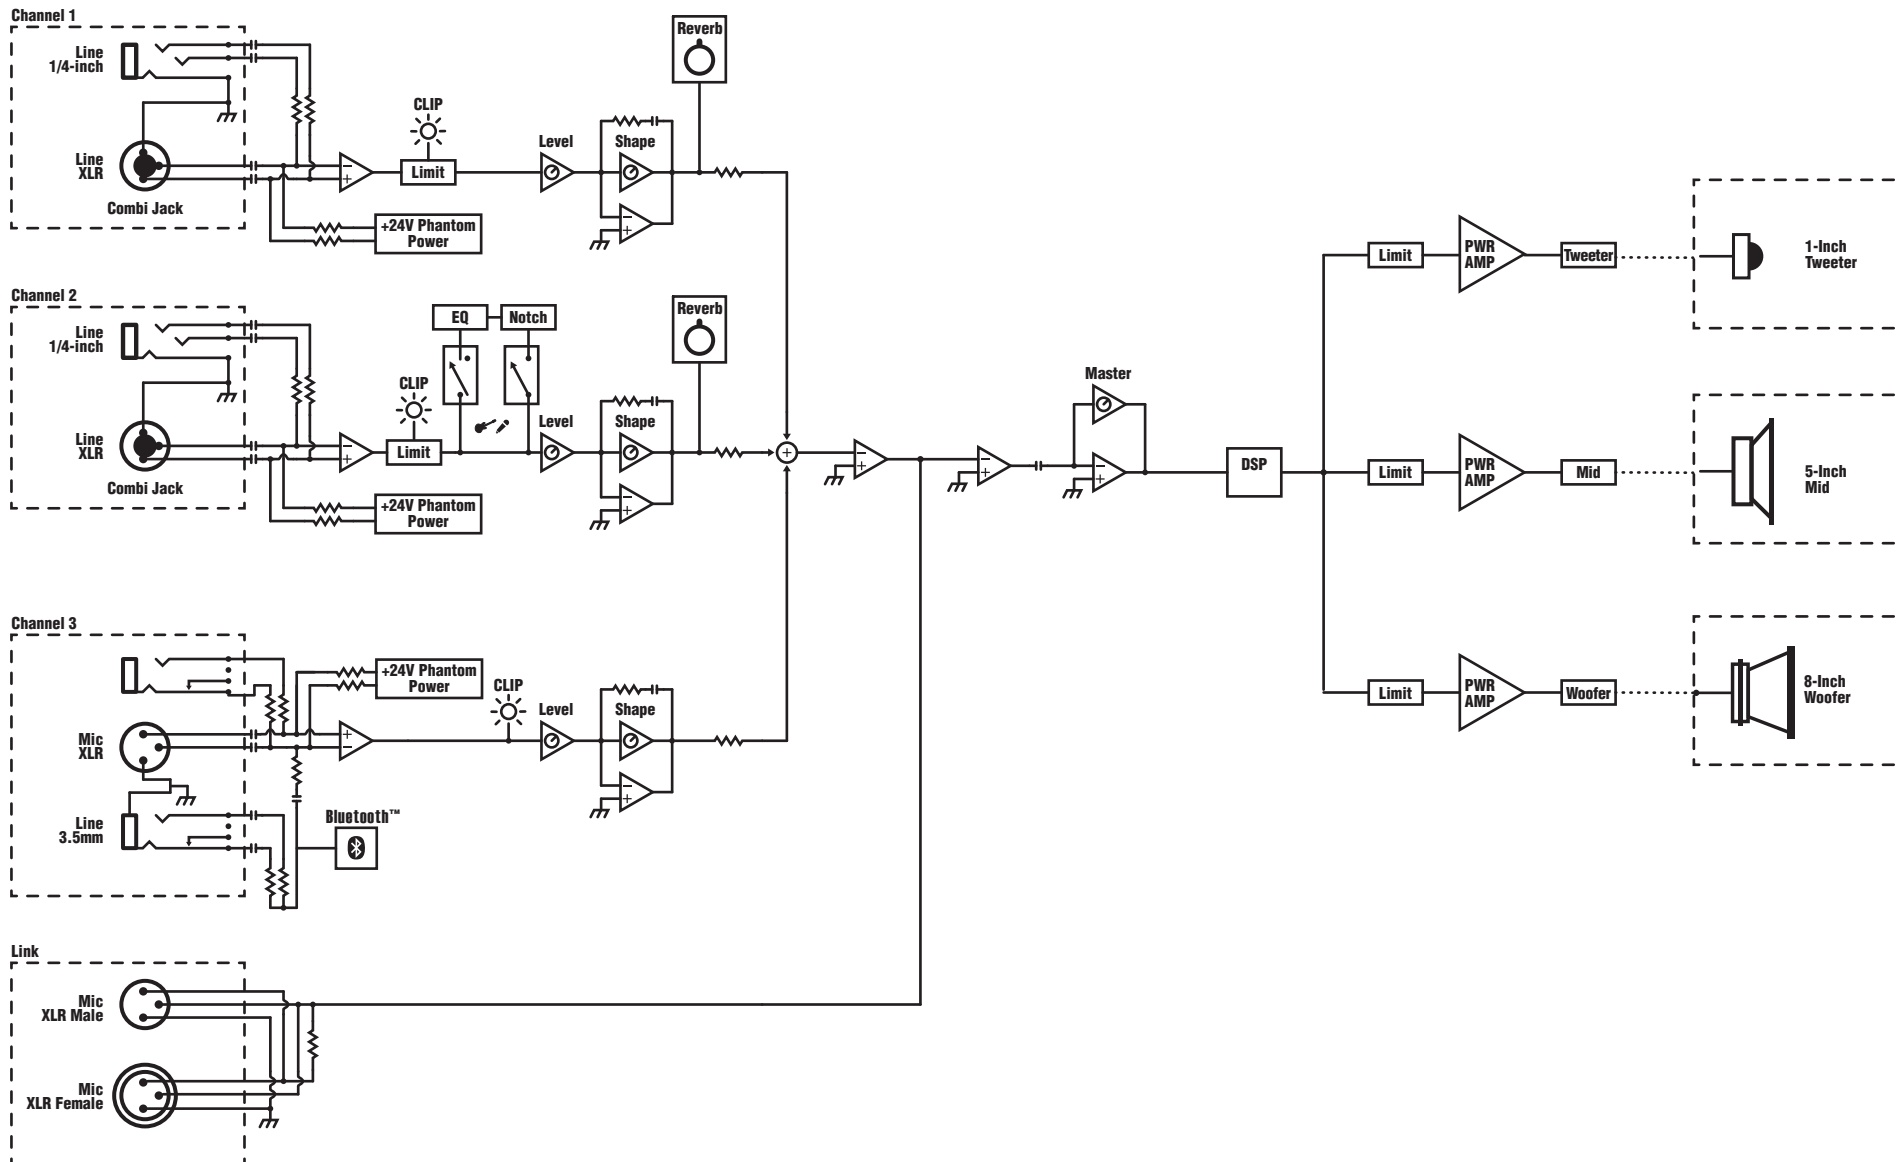 Channel 1
Line
1/4-inch
Line
XLR
Combi Jack
CLIP
Limit
+24V Phantom
Power
Level
Shape
Reverb
Channel 2
Line
1/4-inch
Line
XLR
Combi Jack
CLIP
Limit
+24V Phantom
Power
EQ
Notch
Level
Shape
Reverb
Channel 3
Mic
XLR
Line
3.5mm
+24V Phantom
Power
CLIP
Level
Shape
Bluetooth™
Link
Mic
XLR Male
Mic
XLR Female
Master
DSP
Limit
PWR
AMP
Tweeter
1-Inch
Tweeter
Limit
PWR
AMP
Mid
5-Inch
Mid
Limit
PWR
AMP
Woofer
8-Inch
Woofer